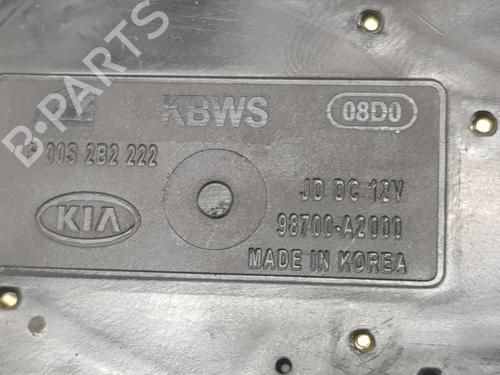 B-PARTS
KBWS
08D0
00S 2B2 222
KIA
JD DC 12V
98700-A2000
MADE IN KOREA